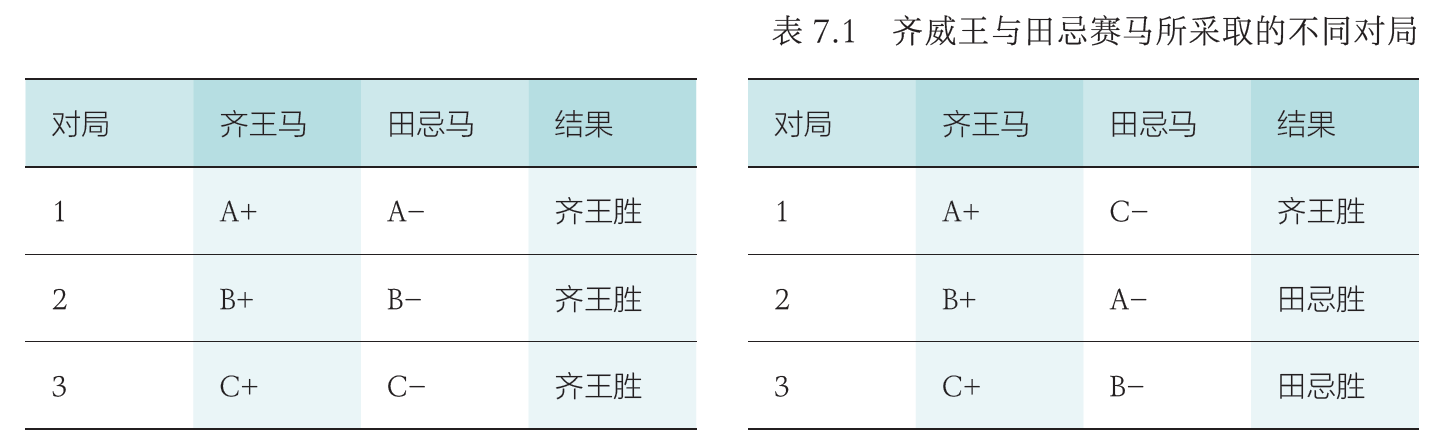 表 7.1 齐威王与田忌赛马所采取的不同对局
对局 齐王马 田忌马 结果
1 A+ A− 齐王胜
2 B+ B− 齐王胜
3 C+ C− 齐王胜
对局 齐王马 田忌马 结果
1 A+ C− 齐王胜
2 B+ A− 田忌胜
3 C+ B− 田忌胜